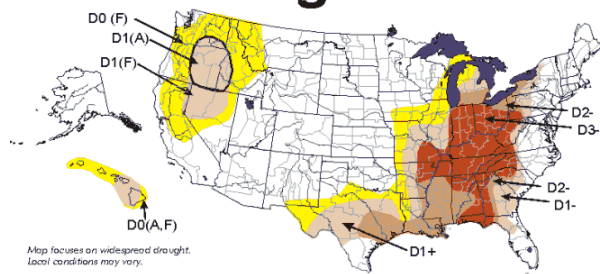 D0 (F)
D1(A)
D1(F)
D2-
D3-
D2-
D1-
D0(A,F)
D1+
Map focuses on widespread drought.
Local conditions may vary.